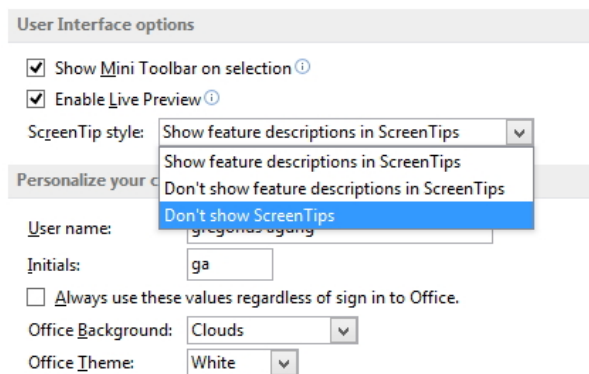 User Interface options
Show Mini Toolbar on selection
Enable Live Preview
ScreenTip style: Show feature descriptions in ScreenTips
Show feature descriptions in ScreenTips
Don't show feature descriptions in ScreenTips
Don't show ScreenTips
Personalize your
User name:
Initials: ga
Always use these values regardless of sign in to Office.
Office Background: Clouds
Office Theme: White